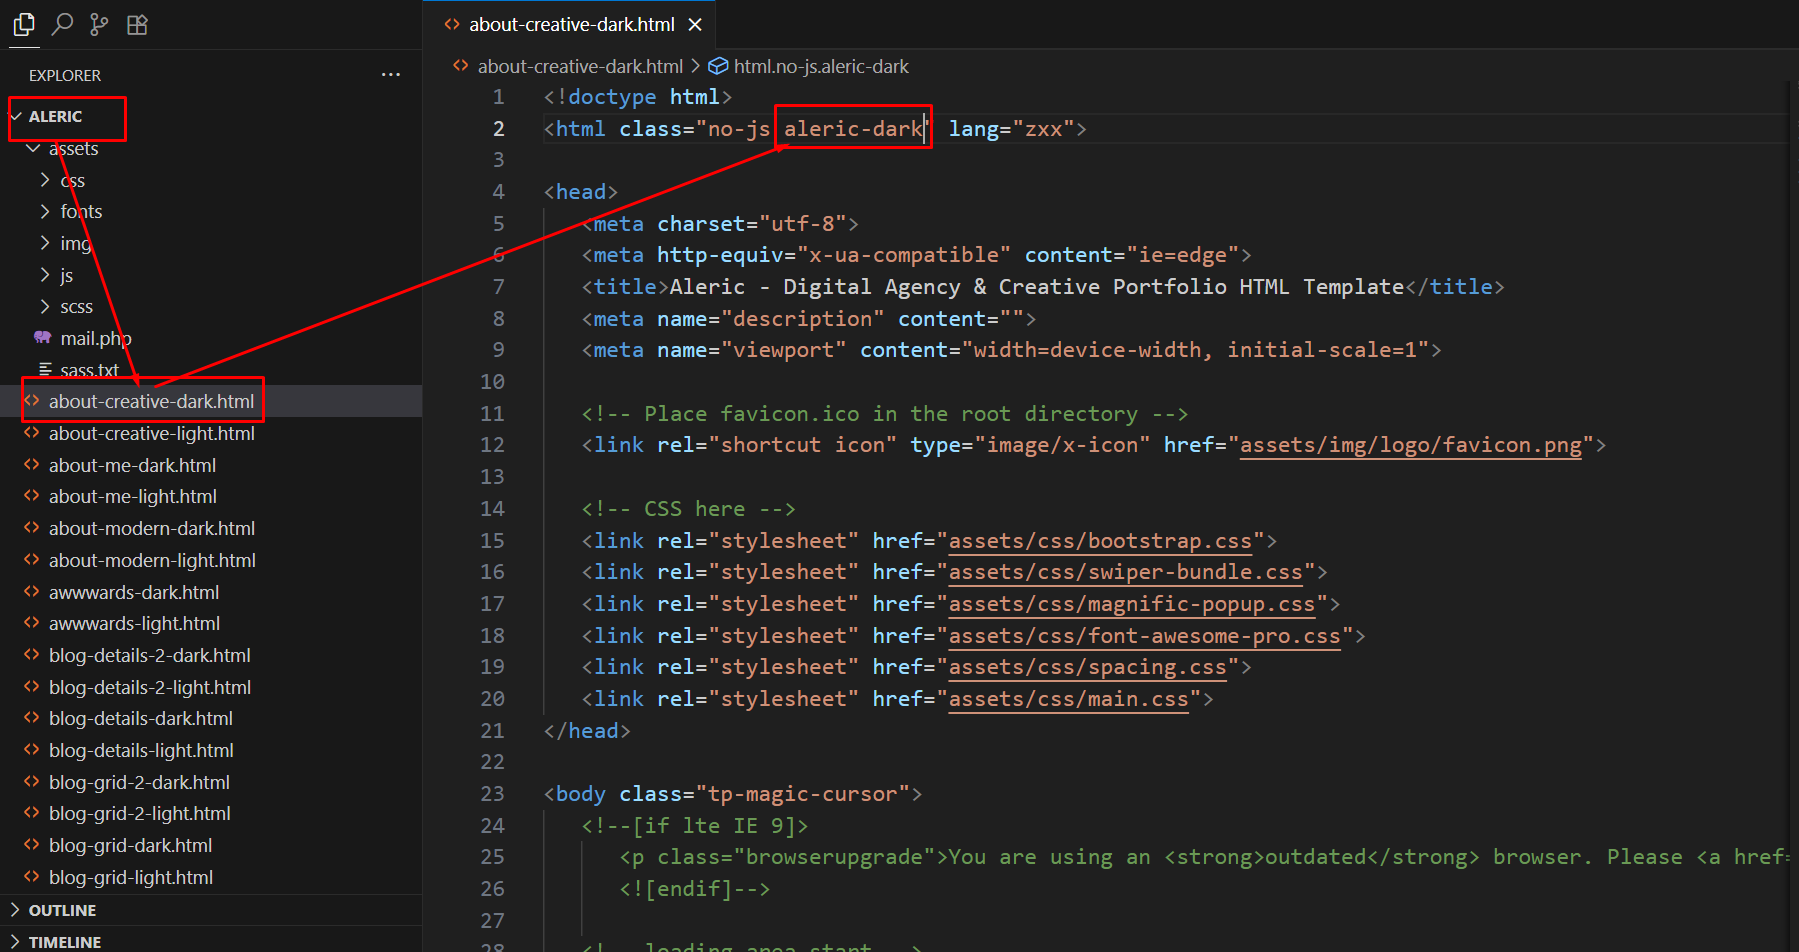 EXPLORER
ALERIC
assets
css
fonts
img
js
scss
mail.php
sass.txt
about-creative-dark.html
about-creative-light.html
about-me-dark.html
about-me-light.html
about-modern-dark.html
about-modern-light.html
awwwards-dark.html
awwwards-light.html
blog-details-2-dark.html
blog-details-2-light.html
blog-details-dark.html
blog-details-light.html
blog-grid-2-dark.html
blog-grid-2-light.html
blog-grid-dark.html
blog-grid-light.html
OUTLINE
TIMELINE
about-creative-dark.html
about-creative-dark.html > html.no-js.aleric-dark
1 <!doctype html>
2 <html class="no-js aleric-dark" lang="zxx">
3
4 <head>
5 <meta charset="utf-8">
6 <meta http-equiv="x-ua-compatible" content="ie=edge">
7 <title>Aleric - Digital Agency & Creative Portfolio HTML Template</title>
8 <meta name="description" content="">
9 <meta name="viewport" content="width=device-width, initial-scale=1">
10
11 <!-- Place favicon.ico in the root directory -->
12 <link rel="shortcut icon" type="image/x-icon" href="assets/img/logo/favicon.png">
13
14 <!-- CSS here -->
15 <link rel="stylesheet" href="assets/css/bootstrap.css">
16 <link rel="stylesheet" href="assets/css/swiper-bundle.css">
17 <link rel="stylesheet" href="assets/css/magnific-popup.css">
18 <link rel="stylesheet" href="assets/css/font-awesome-pro.css">
19 <link rel="stylesheet" href="assets/css/spacing.css">
20 <link rel="stylesheet" href="assets/css/main.css">
21 </head>
22
23 <body class="tp-magic-cursor">
24 <!--[if lte IE 9]>
25 <p class="browserupgrade">You are using an <strong>outdated</strong> browser. Please <a href=
26 <![endif]-->
27
28 <!-- loading area start -->